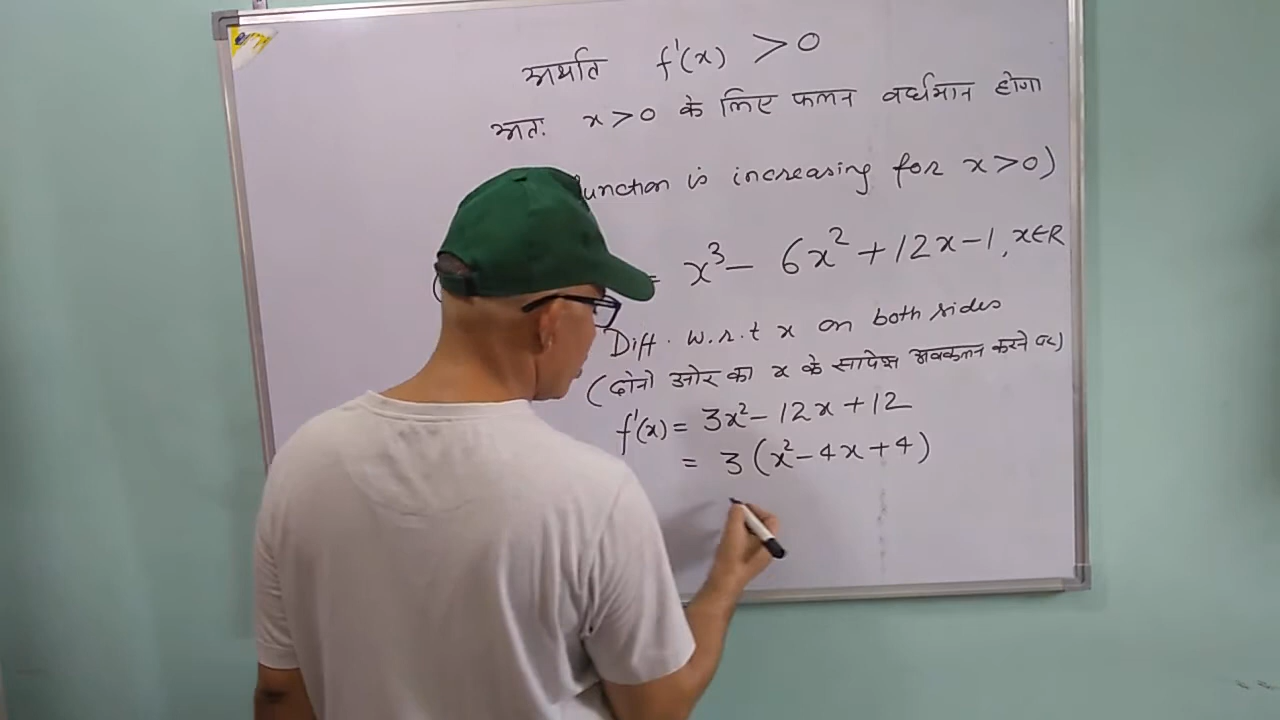 अर्थात f'(x) > 0
अतः x > 0 के लिए फलन वर्धमान होगा
function is increasing for x > 0)
= x³ - 6x² + 12x - 1, x∈R
Diff. w.r.t x on both sides
(दोनो ओर का x के सापेक्ष अवकलन करने पर)
f'(x) = 3x² - 12x + 12
= 3 (x² - 4x + 4)